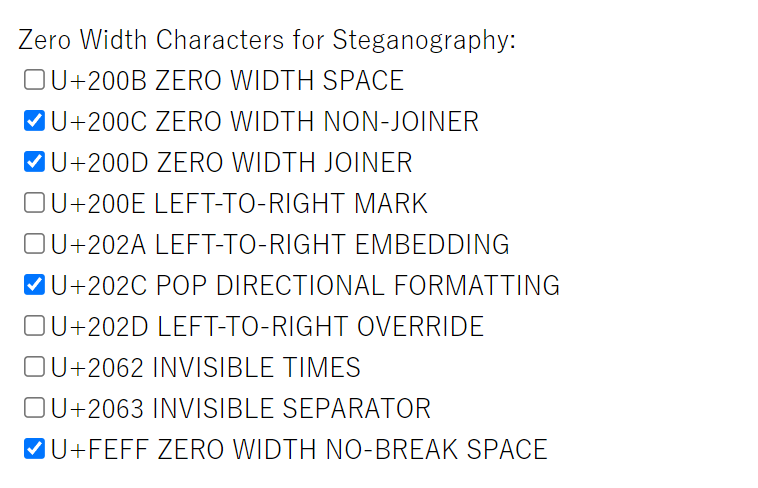 Zero Width Characters for Steganography:
U+200B ZERO WIDTH SPACE
U+200C ZERO WIDTH NON-JOINER
U+200D ZERO WIDTH JOINER
U+200E LEFT-TO-RIGHT MARK
U+202A LEFT-TO-RIGHT EMBEDDING
U+202C POP DIRECTIONAL FORMATTING
U+202D LEFT-TO-RIGHT OVERRIDE
U+2062 INVISIBLE TIMES
U+2063 INVISIBLE SEPARATOR
U+FEFF ZERO WIDTH NO-BREAK SPACE